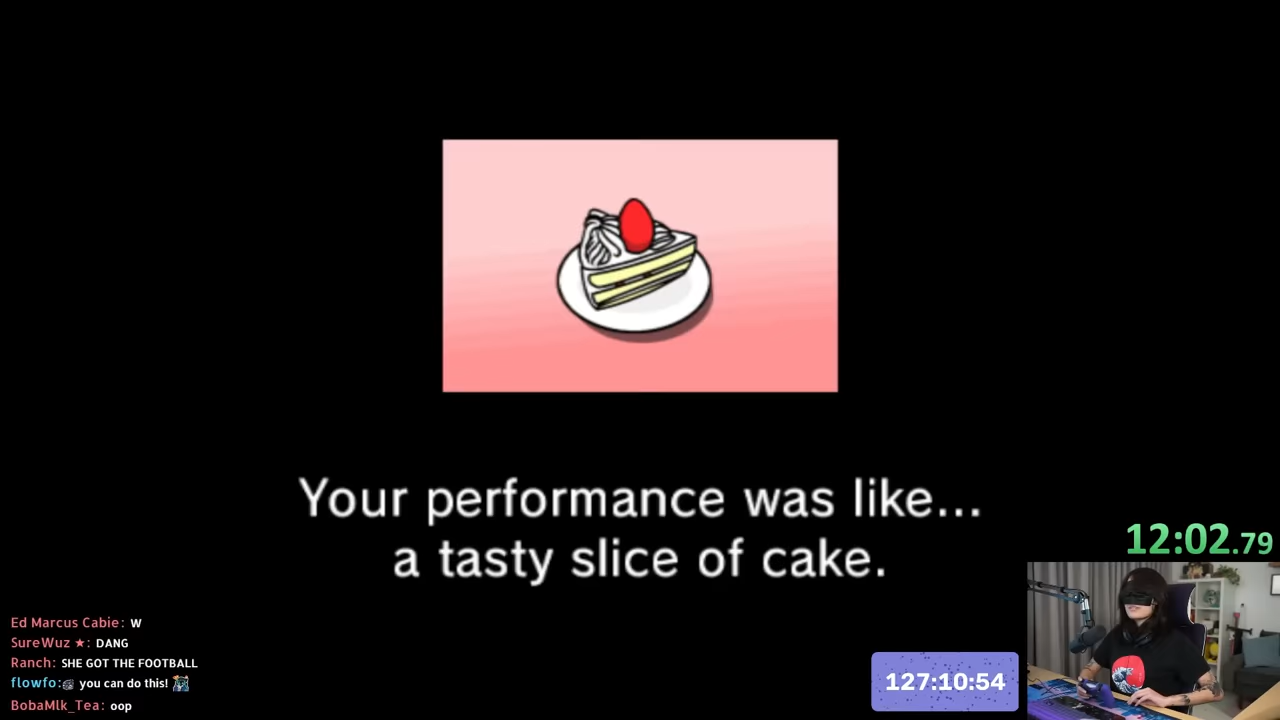 Your performance was like...
a tasty slice of cake.
12:02.79
Ed Marcus Cabie: W
SureWuz ★: DANG
Ranch: SHE GOT THE FOOTBALL
flowfo: you can do this!
BobaMlk_Tea: oop
127:10:54